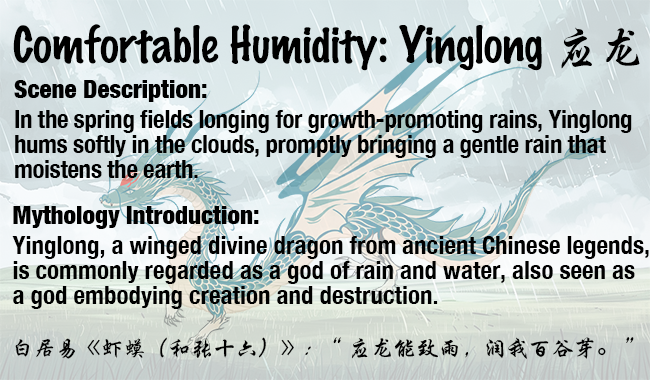 Comfortable Humidity: Yinglong 应龙
Scene Description:
In the spring fields longing for growth-promoting rains, Yinglong
hums softly in the clouds, promptly bringing a gentle rain that
moistens the earth.
Mythology Introduction:
Yinglong, a winged divine dragon from ancient Chinese legends,
is commonly regarded as a god of rain and water, also seen as
a god embodying creation and destruction.
白居易《虾蟆（和张十六）》：“应龙能致雨，润我百谷芽。”